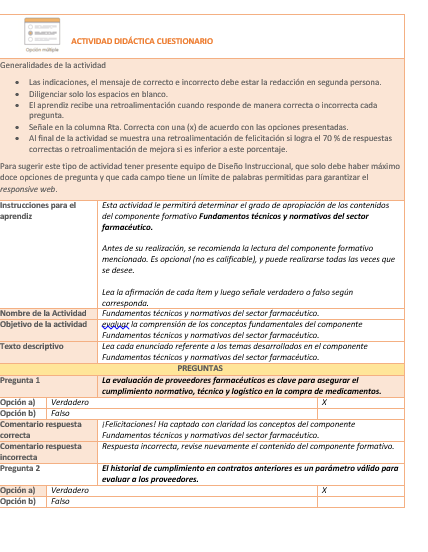 Opción múltiple
ACTIVIDAD DIDÁCTICA CUESTIONARIO
Generalidades de la actividad
• Las indicaciones, el mensaje de correcto e incorrecto debe estar la redacción en segunda persona.
• Diligenciar solo los espacios en blanco.
• El aprendiz recibe una retroalimentación cuando responde de manera correcta o incorrecta cada
pregunta.
• Señale en la columna Rta. Correcta con una (x) de acuerdo con las opciones presentadas.
• Al final de la actividad se muestra una retroalimentación de felicitación si logra el 70 % de respuestas
correctas o retroalimentación de mejora si es inferior a este porcentaje.
Para sugerir este tipo de actividad tener presente equipo de Diseño Instruccional, que solo debe haber máximo
doce opciones de pregunta y que cada campo tiene un límite de palabras permitidas para garantizar el
responsive web.
Instrucciones para el
aprendiz
Esta actividad le permitirá determinar el grado de apropiación de los contenidos
del componente formativo Fundamentos técnicos y normativos del sector
farmacéutico.
Antes de su realización, se recomienda la lectura del componente formativo
mencionado. Es opcional (no es calificable), y puede realizarse todas las veces que
se desee.
Lea la afirmación de cada ítem y luego señale verdadero o falso según
corresponda.
Nombre de la Actividad
Fundamentos técnicos y normativos del sector farmacéutico.
Objetivo de la actividad
evaluar la comprensión de los conceptos fundamentales del componente
Fundamentos técnicos y normativos del sector farmacéutico.
Texto descriptivo
Lea cada enunciado referente a los temas desarrollados en el componente
Fundamentos técnicos y normativos del sector farmacéutico.
PREGUNTAS
Pregunta 1
La evaluación de proveedores farmacéuticos es clave para asegurar el
cumplimiento normativo, técnico y logístico en la compra de medicamentos.
Opción a) Verdadero X
Opción b) Falso
Comentario respuesta
correcta
¡Felicitaciones! Ha captado con claridad los conceptos del componente
Fundamentos técnicos y normativos del sector farmacéutico.
Comentario respuesta
incorrecta
Respuesta incorrecta, revise nuevamente el contenido del componente formativo.
Pregunta 2
El historial de cumplimiento en contratos anteriores es un parámetro válido para
evaluar a los proveedores.
Opción a) Verdadero X
Opción b) Falso